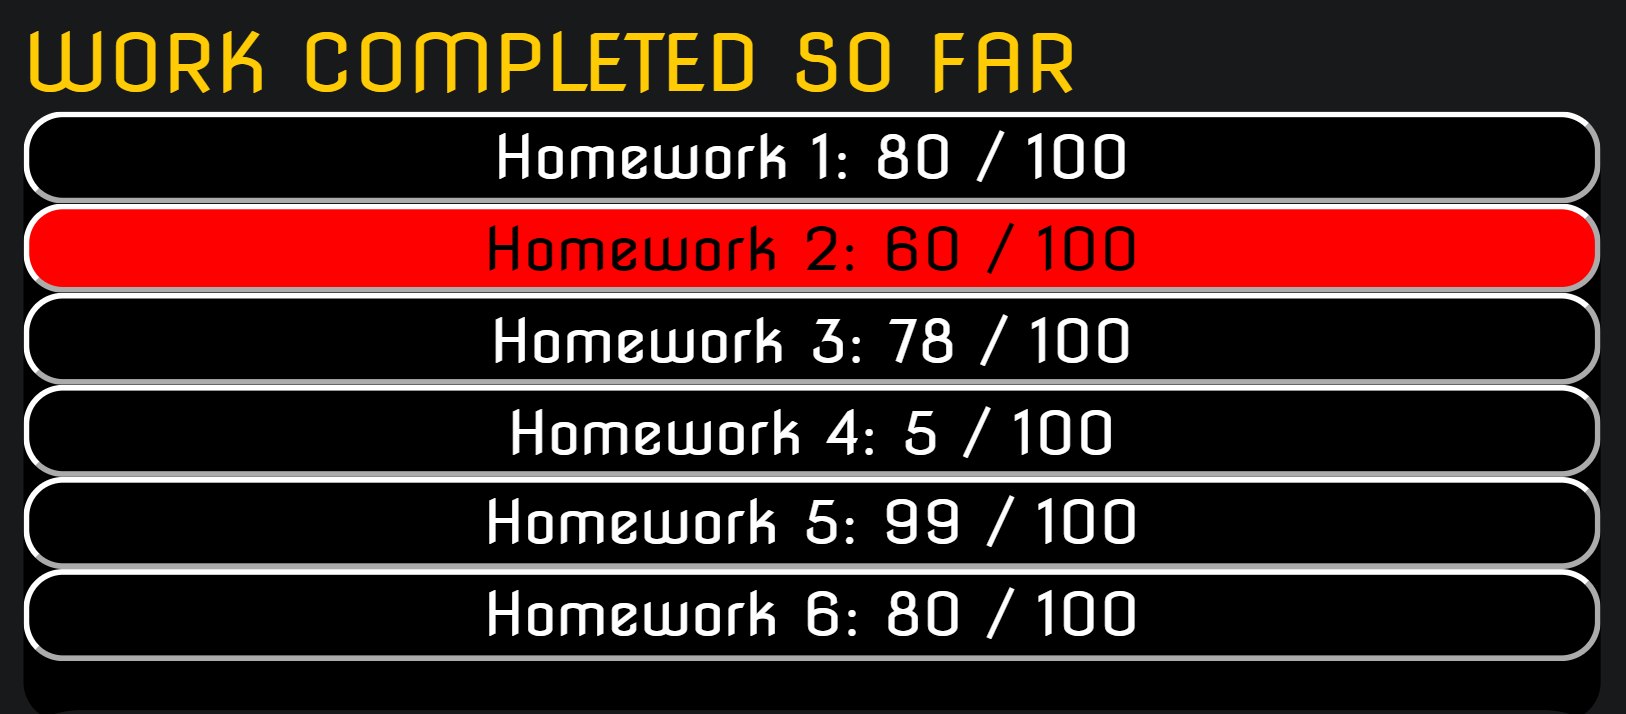 WORK COMPLETED SO FAR
Homework 1: 80 / 100
Homework 2: 60 / 100
Homework 3: 78 / 100
Homework 4: 5 / 100
Homework 5: 99 / 100
Homework 6: 80 / 100